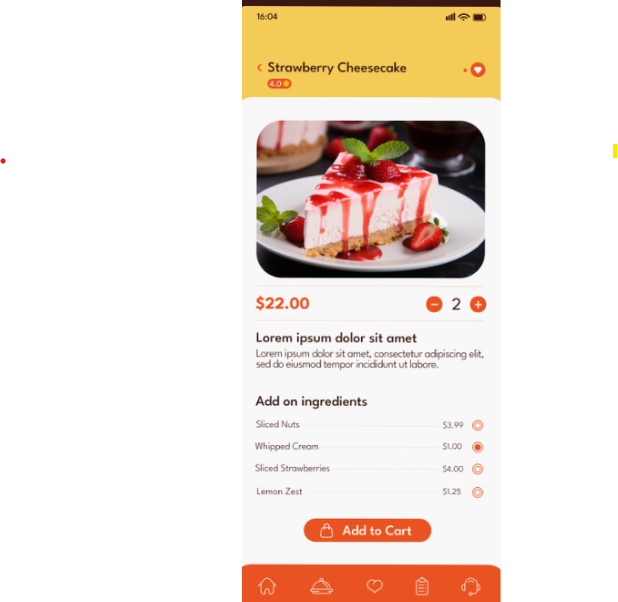 16:04
Strawberry Cheesecake
4.0
$22.00
2
Lorem ipsum dolor sit amet
Lorem ipsum dolor sit amet, consectetur adipiscing elit,
sed do eiusmod tempor incididunt ut labore.
Add on ingredients
Sliced Nuts $3.99
Whipped Cream $1.00
Sliced Strawberries $4.00
Lemon Zest $1.25
Add to Cart